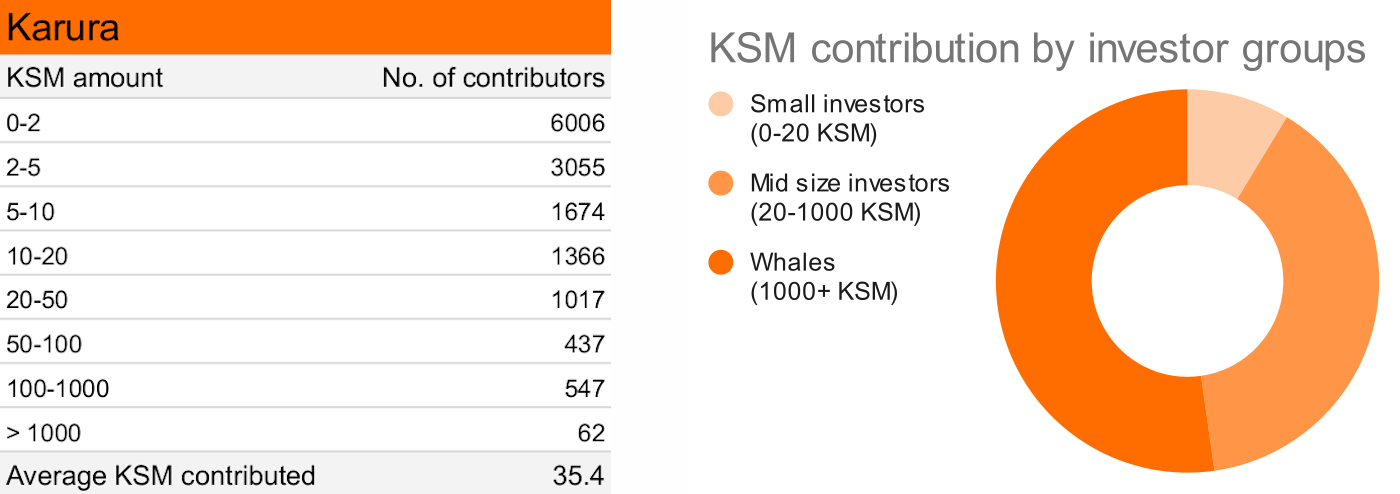 Karura
KSM amount No. of contributors
0-2 6006
2-5 3055
5-10 1674
10-20 1366
20-50 1017
50-100 437
100-1000 547
> 1000 62
Average KSM contributed 35.4
KSM contribution by investor groups
Small investors
(0-20 KSM)
Mid size investors
(20-1000 KSM)
Whales
(1000+ KSM)